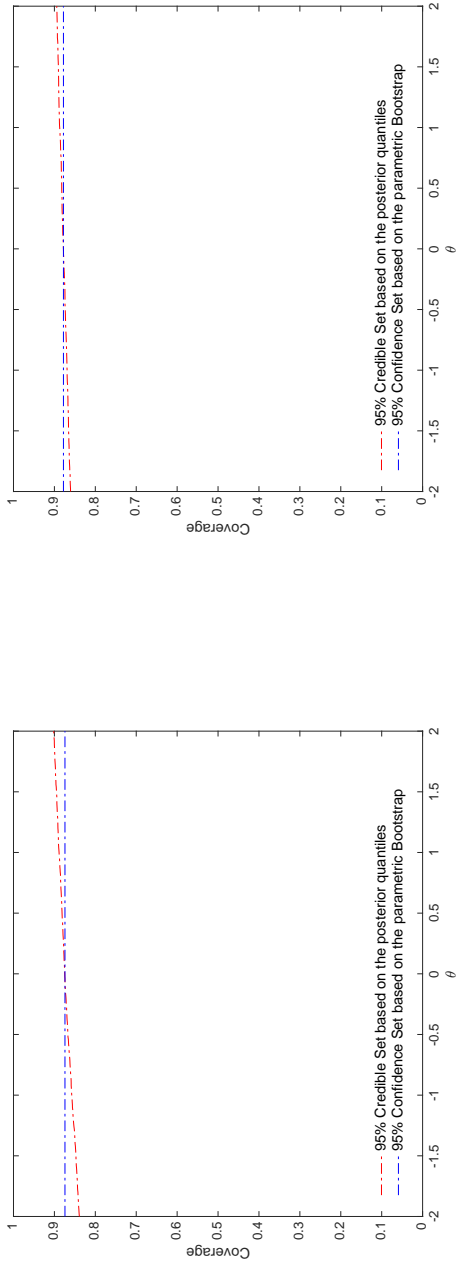 1
0.9
0.8
0.7
0.6
0.5
0.4
0.3
0.2
0.1
0
Coverage
95% Credible Set based on the posterior quantiles
95% Confidence Set based on the parametric Bootstrap
-2 -1.5 -1 -0.5 0 0.5 1 1.5 2
θ
1
0.9
0.8
0.7
0.6
0.5
0.4
0.3
0.2
0.1
0
Coverage
95% Credible Set based on the posterior quantiles
95% Confidence Set based on the parametric Bootstrap
-2 -1.5 -1 -0.5 0 0.5 1 1.5 2
θ